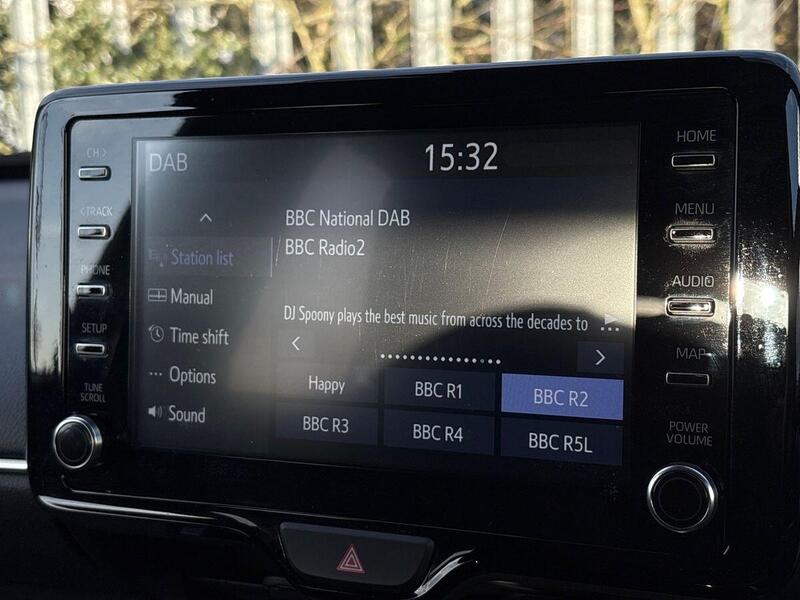 DAB
15:32
CH >
< TRACK
PHONE
SETUP
TUNE
SCROLL
Station list
Manual
Time shift
Options
Sound
BBC National DAB
BBC Radio2
DJ Spoony plays the best music from across the decades to
Happy
BBC R1
BBC R2
BBC R3
BBC R4
BBC R5L
HOME
MENU
AUDIO
MAP
POWER
VOLUME